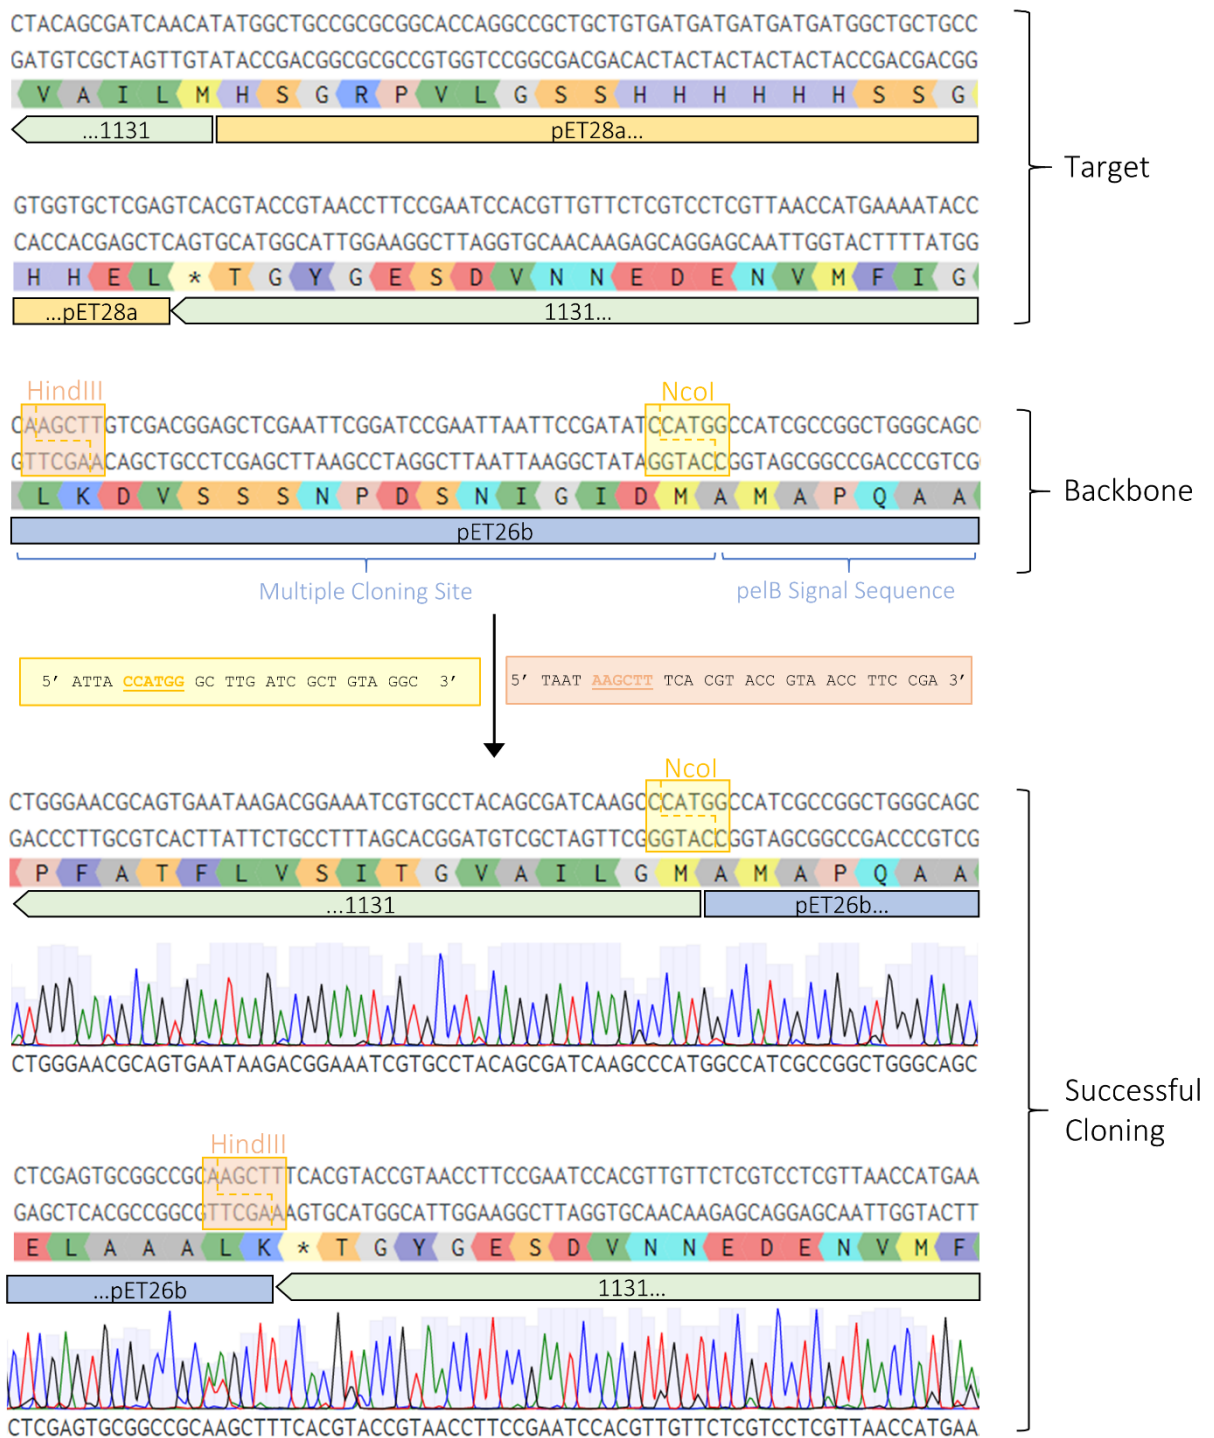 CTACAGCGATCAACATATGGCTGCCGCGCGGCACCAGGCCGCTGCTGTGATGATGATGATGATGGCTGCTGCC
GATGTCGCTAGTTGTATACCGACGGCGCGCCGTGGTCCGGCGACGACACTACTACTACTACTACCGACGACGG
V A I L M H S G R P V L G S S H H H H H H S S G
...1131 pET28a...
Target
GTGGTGCTCGAGTCACGTACCGTAACCTTCCGAATCCACGTTGTTCTCGTCCTCGTTAACCATGAAAATACC
CACCACGAGCTCAGTGCATGGCATTGGAAGGCTTAGGTGCAACAAGAGCAGGAGCAATTGGTACTTTTATGG
H H E L * T G Y G E S D V N N E D E N V M F I G
...pET28a 1131...
HindIII NcoI
CAAGCTTGTCGACGGAGCTCGAATTCGGATCCGAATTAATTCCGATATCCATGGCCATCGCCGGCTGGGCAGC
GTTCGAACAGCTGCCTCGAGCTTAAGCCTAGGCTTAATTAAGGCTATAGGTACCGGTAGCGGCCGACCCGTCG
L K D V S S S N P D S N I G I D M A M A P Q A A
Backbone
pET26b
Multiple Cloning Site pelB Signal Sequence
5’ ATTA CCATGG GC TTG ATC GCT GTA GGC 3’
5’ TAAT AAGCTT TCA CGT ACC GTA ACC TTC CGA 3’
NcoI
CTGGGAACGCAGTGAATAAGACGGAAATCGTGCCTACAGCGATCAAGCCCATGGCCATCGCCGGCTGGGCAGC
GACCCTTGCGTCACTTATTCTGCCTTTAGCACGGATGTCGCTAGTTCGGGTACCGGTAGCGGCCGACCCGTCG
P F A T F L V S I T G V A I L G M A M A P Q A A
...1131 pET26b...
CTGGGAACGCAGTGAATAAGACGGAAATCGTGCCTACAGCGATCAAGCCCATGGCCATCGCCGGCTGGGCAGC
Successful
Cloning
HindIII
CTCGAGTGCGGCCGCAAGCTTTCACGTACCGTAACCTTCCGAATCCACGTTGTTCTCGTCCTCGTTAACCATGAA
GAGCTCACGCCGGCGTTCGAAAGTGCATGGCATTGGAAGGCTTAGGTGCAACAAGAGCAGGAGCAATTGGTACTT
E L A A A L K * T G Y G E S D V N N E D E N V M F
...pET26b 1131...
CTCGAGTGCGGCCGCAAGCTTTCACGTACCGTAACCTTCCGAATCCACGTTGTTCTCGTCCTCGTTAACCATGAA